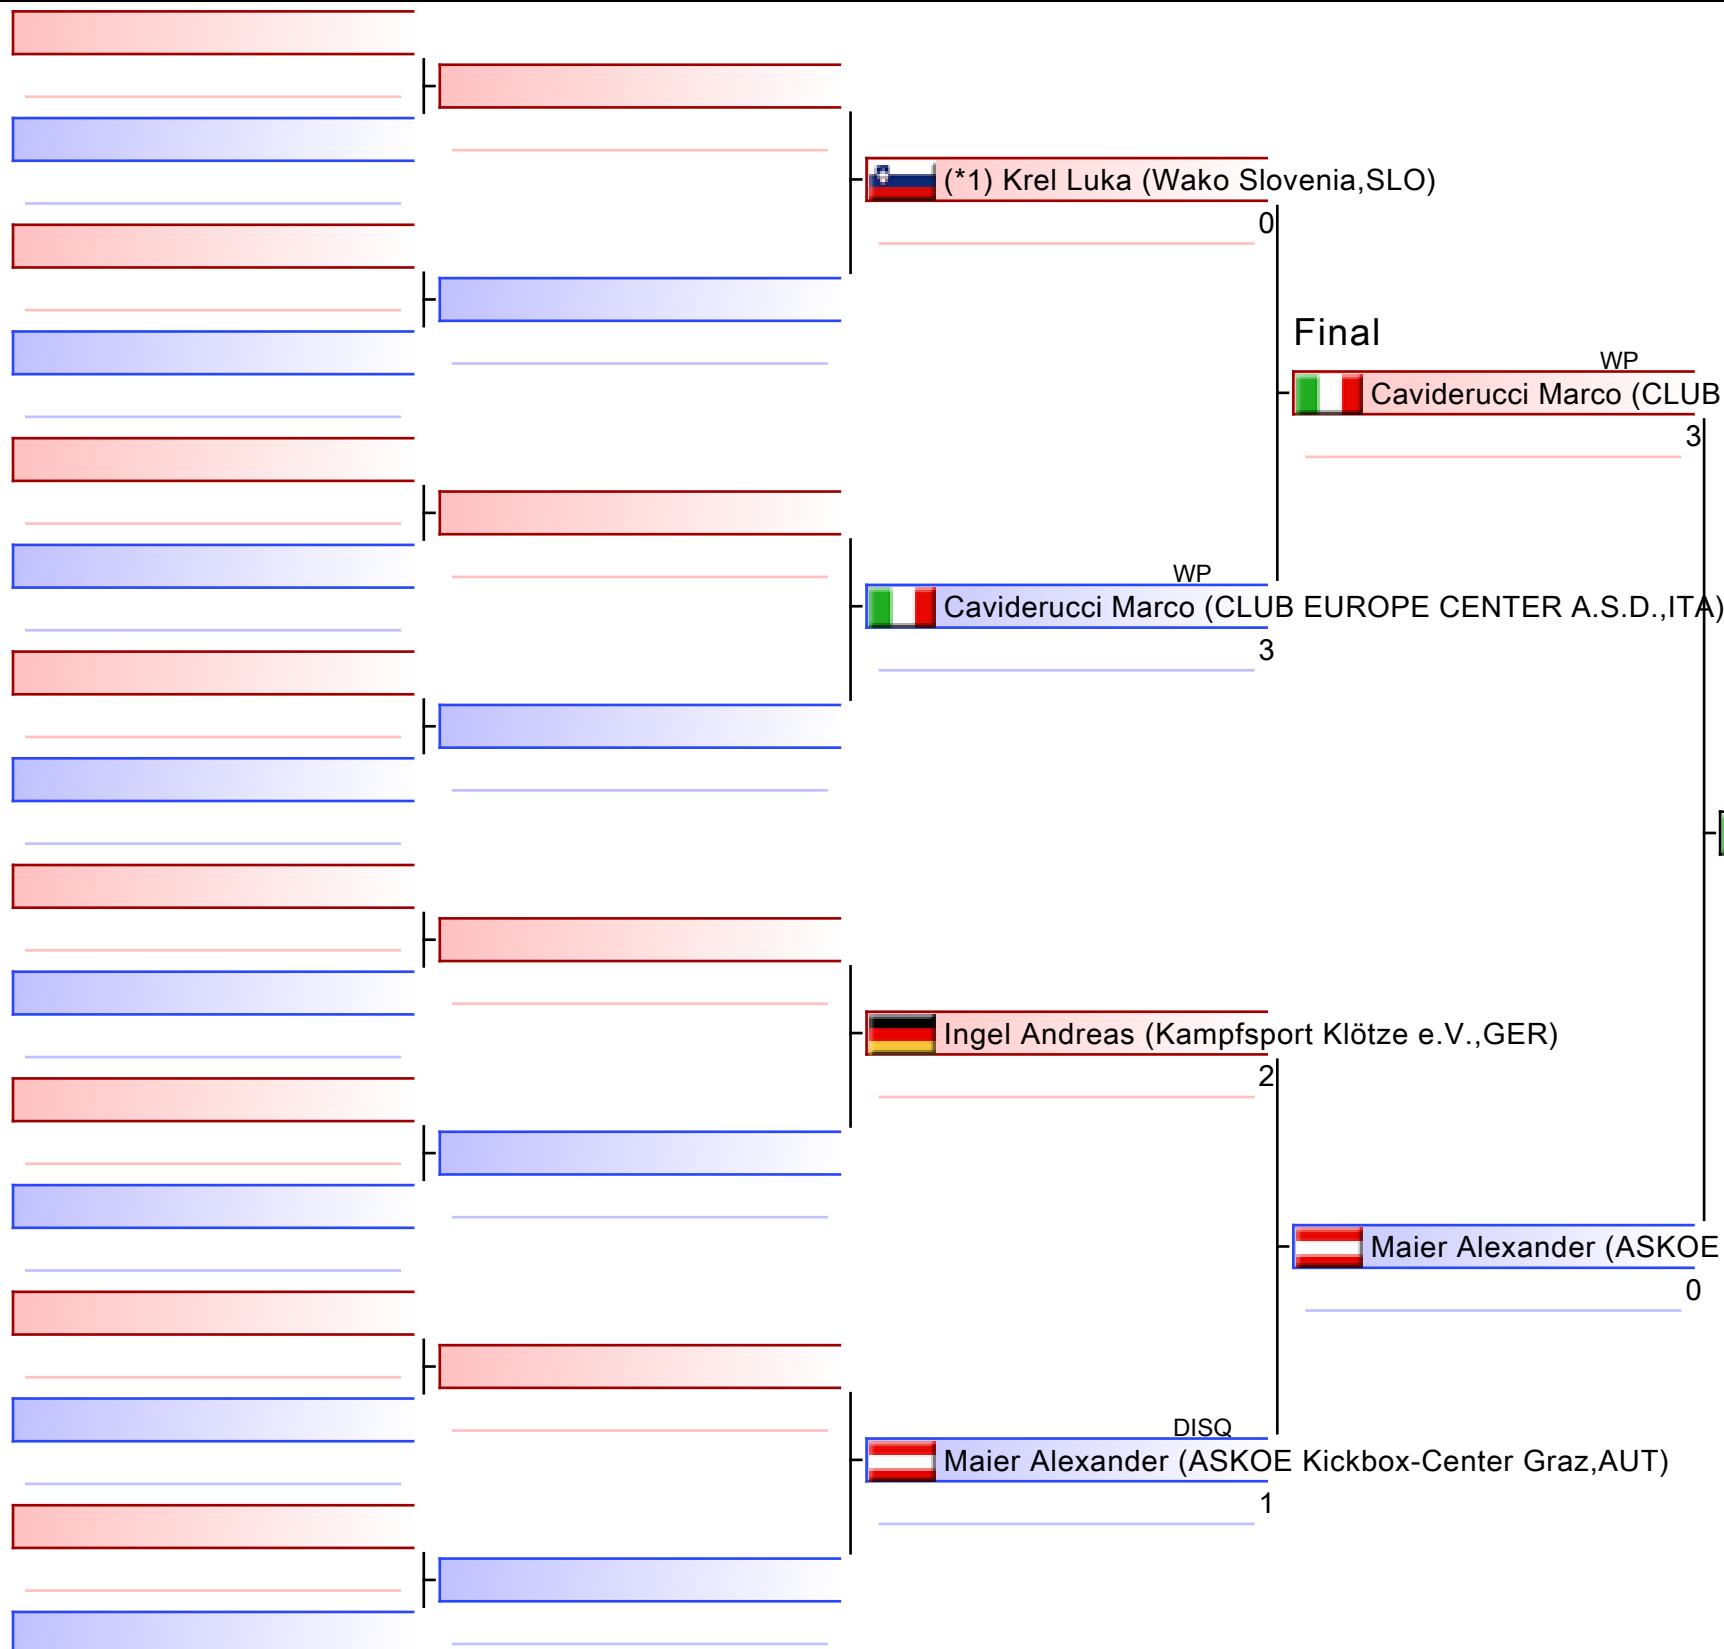 (*1) Krel Luka (Wako Slovenia,SLO)
0
Final
WP
Caviderucci Marco (CLUB
3
WP
Caviderucci Marco (CLUB EUROPE CENTER A.S.D.,ITA)
3
Ingel Andreas (Kampfsport Klötze e.V.,GER)
2
Maier Alexander (ASKOE
0
DISQ
Maier Alexander (ASKOE Kickbox-Center Graz,AUT)
1